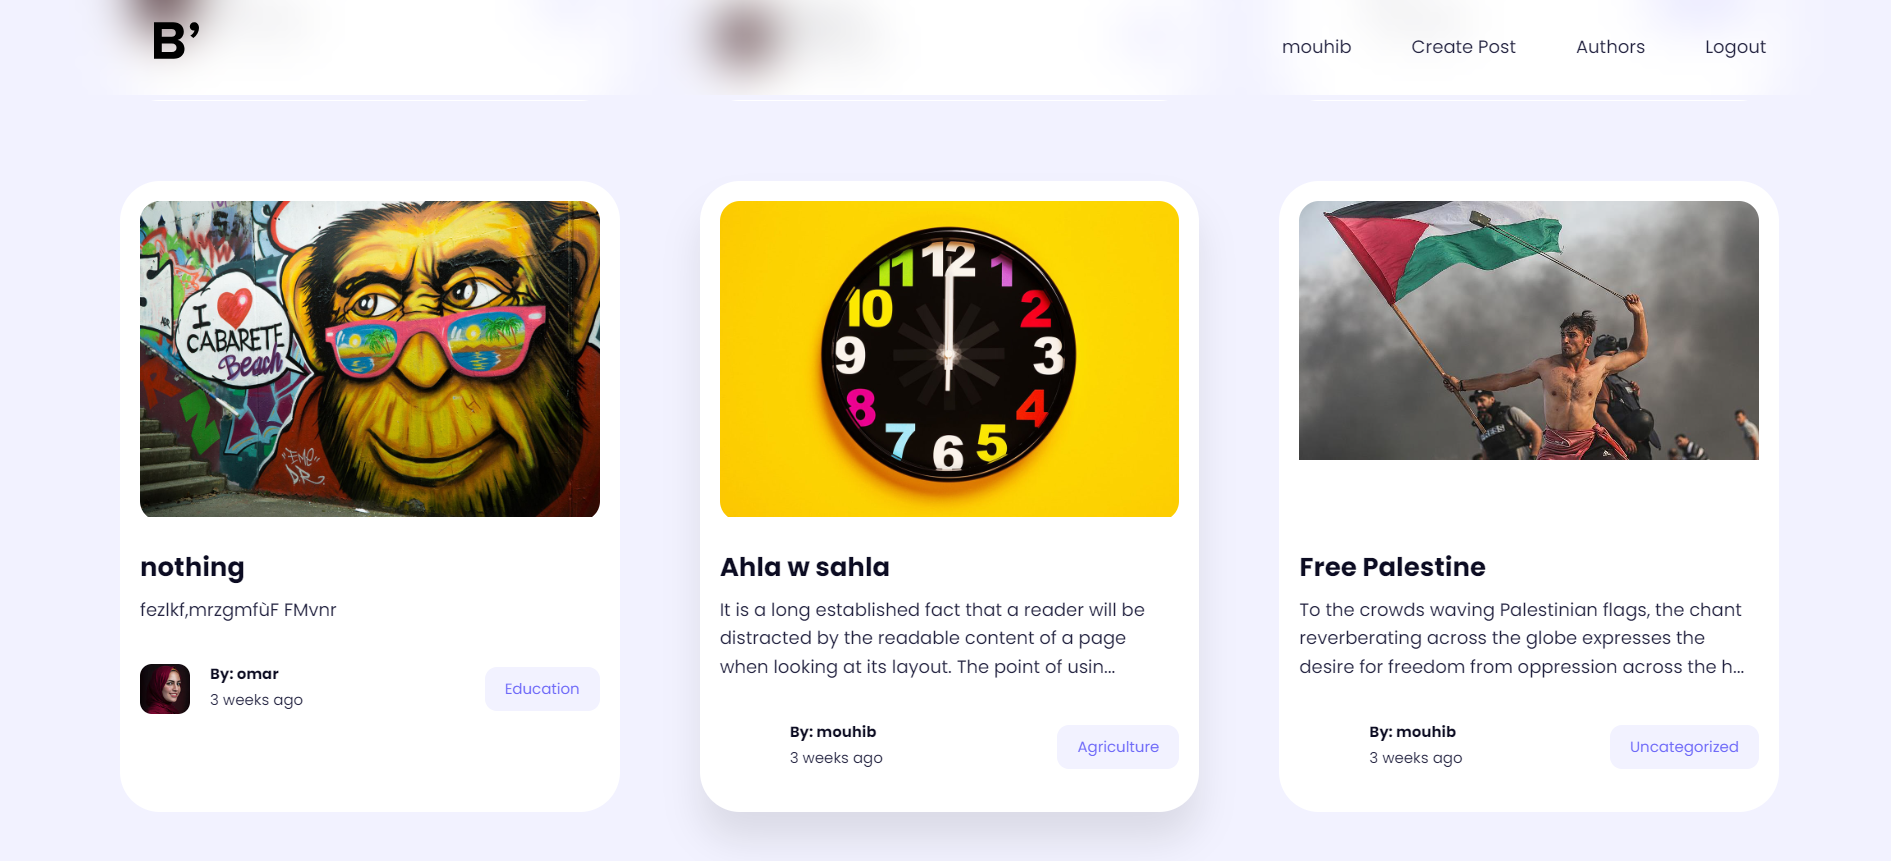 B’
mouhib
Create Post
Authors
Logout
I ❤
CABARETE
Beach
"EMC"
D.R.
11 12 1
10 2
9 3
8 4
7 6 5
nothing
fezlkf,mrzgmfùF FMvnr
By: omar
3 weeks ago
Education
Ahla w sahla
It is a long established fact that a reader will be
distracted by the readable content of a page
when looking at its layout. The point of usin...
By: mouhib
3 weeks ago
Agriculture
Free Palestine
To the crowds waving Palestinian flags, the chant
reverberating across the globe expresses the
desire for freedom from oppression across the h...
By: mouhib
3 weeks ago
Uncategorized